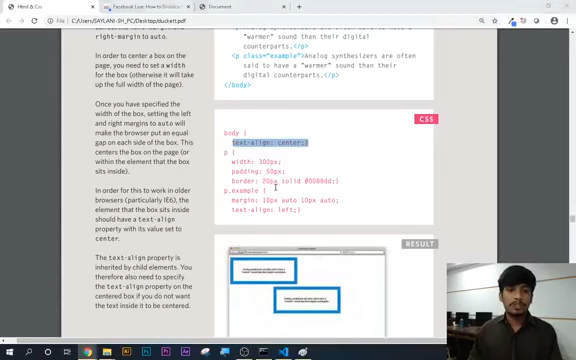 Html & Css
Facebook Live: How to Broadcast
Document
File | C:/Users/SAYLANI-SH_PC/Desktop/duckett.pdf
right-margin to auto.
In order to center a box on
the page, you need to set a width
for the box (otherwise it will take
up the full width of the page).
Once you have specified the
width of the box, setting the
left and right margins to auto will
make the browser put an equal
gap on each side of the box. This
centers the box on the page (or
within the element that the
box sits inside).
In order for this to work in older
browsers (particularly IE6), the
element that the box sits inside
should have a text-align
property with its value set to
center.
The text-align property is
inherited by child elements. You
therefore also need to specify
the text-align property on
the centered box if you do not
want the text inside it to be
centered.
"warmer" sound than their digital
counterparts.</p>
<p class="example">Analog synthesizers are often
said to have a "warmer" sound than their
digital counterparts.</p>
</body>
CSS
body {
text-align: center;}
p {
width: 300px;
padding: 50px;
border: 20px solid #0088dd;}
p.example {
margin: 10px auto 10px auto;
text-align: left;}
RESULT